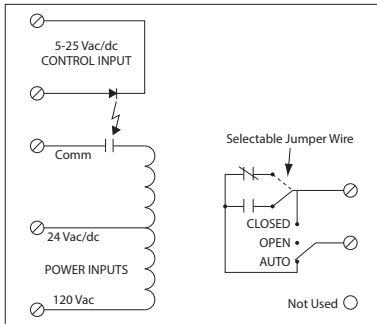 5-25 Vac/dc
CONTROL INPUT
Comm
Selectable Jumper Wire
CLOSED
24 Vac/dc
OPEN
POWER INPUTS
AUTO
120 Vac
Not Used